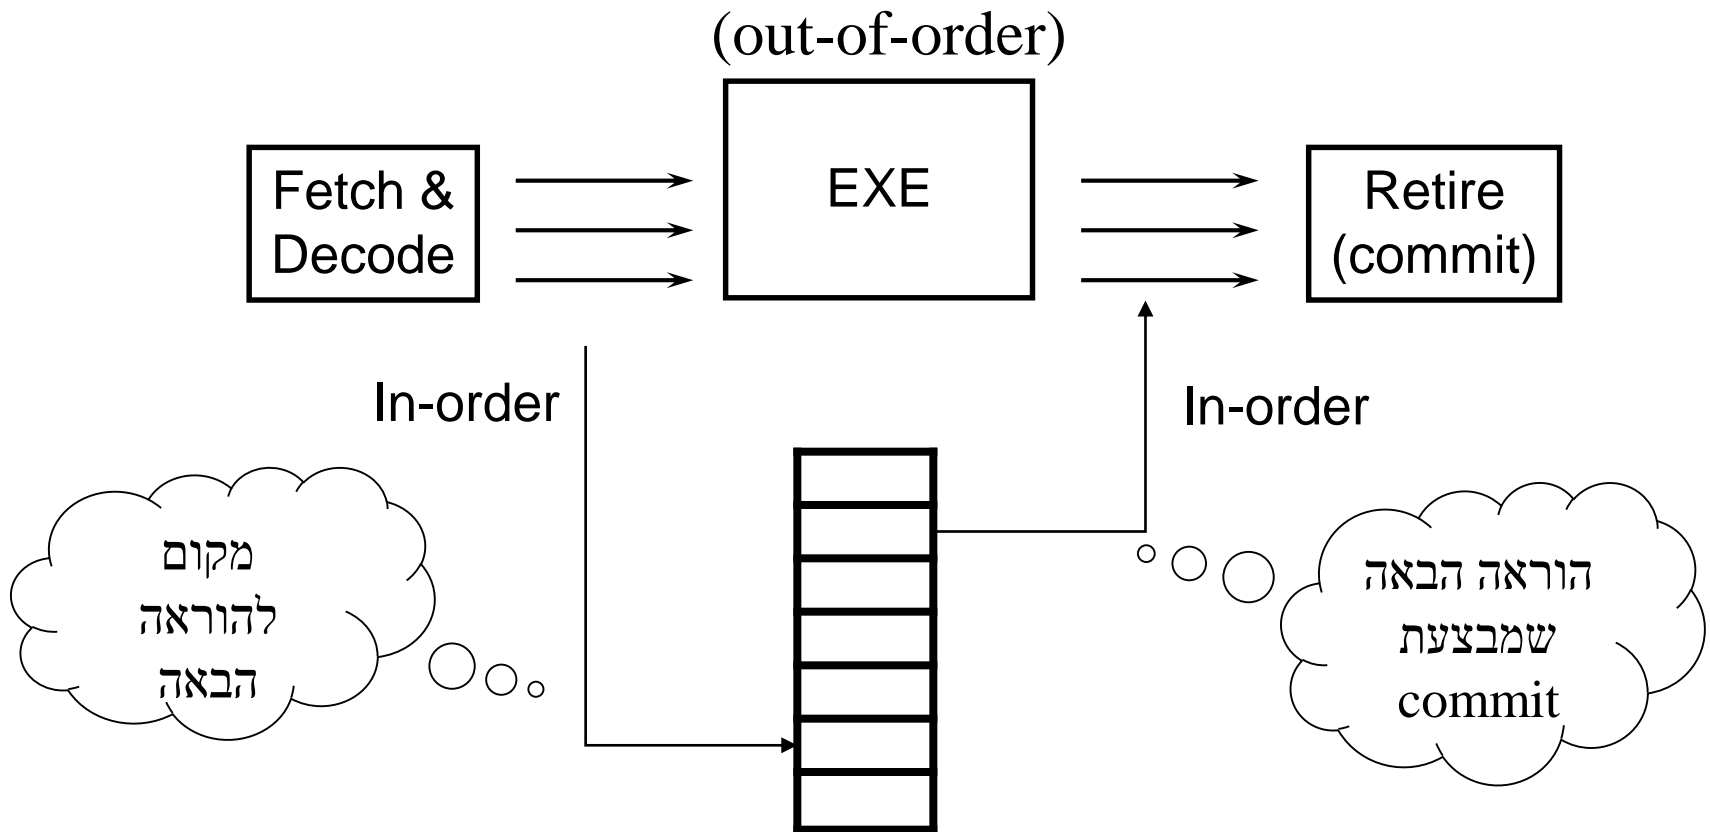 (out-of-order)
Fetch &
Decode
EXE
Retire
(commit)
In-order
In-order
מקום
להוראה
הבאה
הוראה הבאה
שמבצעת
commit